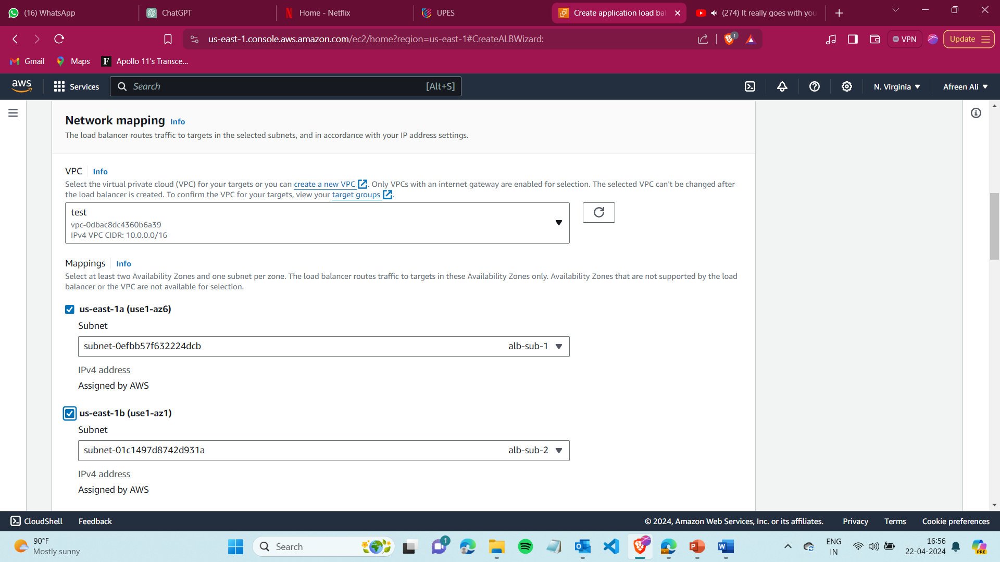 (16) WhatsApp
ChatGPT
Home - Netflix
UPES
Create application load bal
(274) It really goes with you
us-east-1.console.aws.amazon.com/ec2/home?region=us-east-1#CreateALBWizard:
1
VPN
Update
Gmail
Maps
F
Apollo 11's Transce...
aws
Services
Search
[Alt+S]
N. Virginia
Afreen Ali
Network mapping Info
The load balancer routes traffic to targets in the selected subnets, and in accordance with your IP address settings.
VPC Info
Select the virtual private cloud (VPC) for your targets or you can create a new VPC. Only VPCs with an internet gateway are enabled for selection. The selected VPC can't be changed after
the load balancer is created. To confirm the VPC for your targets, view your target groups.
test
vpc-0dbac8dc4360b6a39
IPv4 VPC CIDR: 10.0.0.0/16
Mappings Info
Select at least two Availability Zones and one subnet per zone. The load balancer routes traffic to targets in these Availability Zones only. Availability Zones that are not supported by the load
balancer or the VPC are not available for selection.
us-east-1a (use1-az6)
Subnet
subnet-0efbb57f632224dcb alb-sub-1
IPv4 address
Assigned by AWS
us-east-1b (use1-az1)
Subnet
subnet-01c1497d8742d931a alb-sub-2
IPv4 address
Assigned by AWS
CloudShell
Feedback
© 2024, Amazon Web Services, Inc. or its affiliates.
Privacy
Terms
Cookie preferences
90°F
Mostly sunny
Search
1
ENG
IN
16:56
22-04-2024
PRE